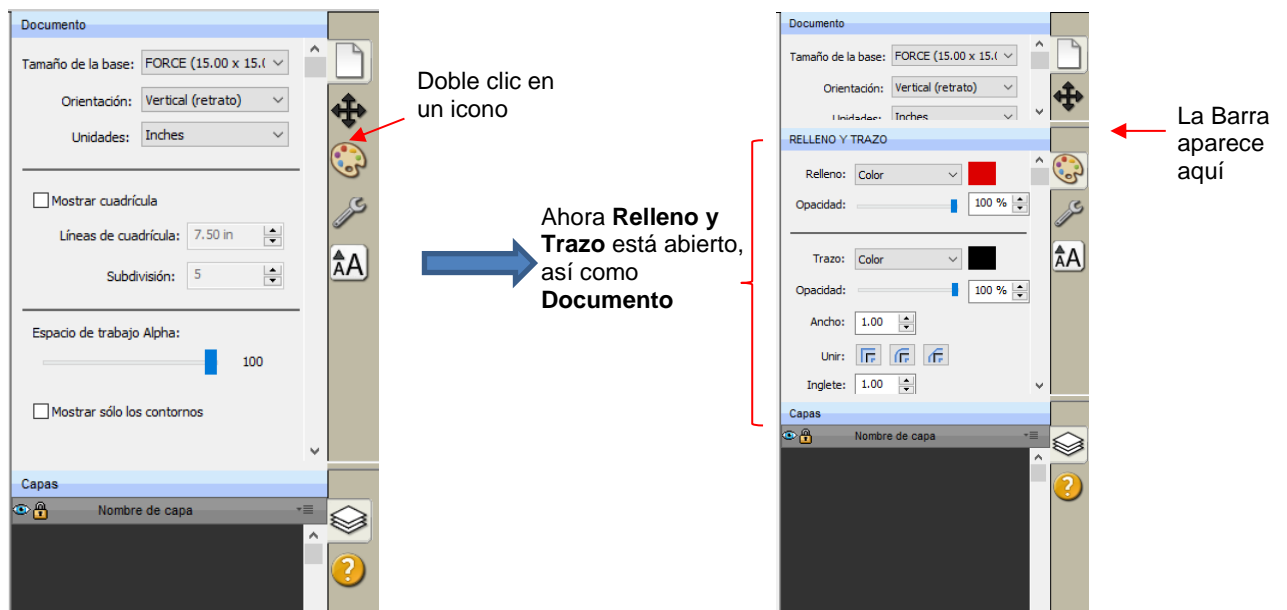 Documento
Tamaño de la base: FORCE (15.00 x 15.(
Orientación: Vertical (retrato)
Unidades: Inches
Mostrar cuadrícula
Líneas de cuadrícula: 7.50 in
Subdivisión: 5
Espacio de trabajo Alpha:
100
Mostrar sólo los contornos
Capas
Nombre de capa
AAA
Doble clic en
un icono
Ahora Relleno y
Trazo está abierto,
así como
Documento
Documento
Tamaño de la base: FORCE (15.00 x 15.(
Orientación: Vertical (retrato)
Unidades: Inches
RELLENO Y TRAZO
Relleno: Color
Opacidad: 100 %
Trazo: Color
Opacidad: 100 %
Ancho: 1.00
Unir:
Inglete: 1.00
Capas
Nombre de capa
AAA
La Barra
aparece
aquí